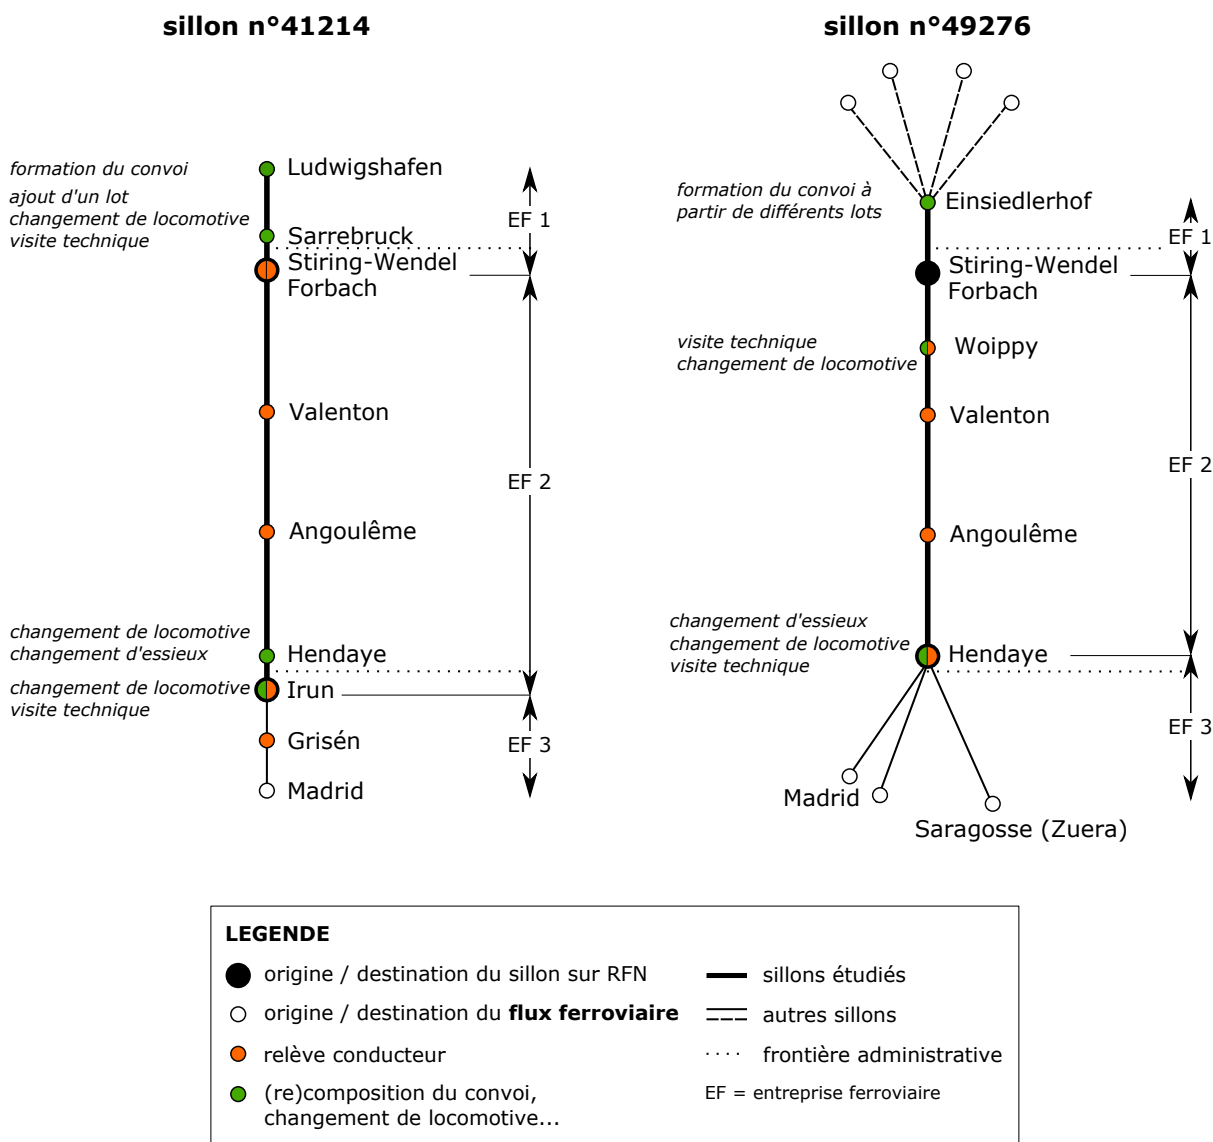 sillon n°41214
formation du convoi
ajout d'un lot
changement de locomotive
visite technique
Ludwigshafen
Sarrebruck
Stiring-Wendel
Forbach
Valenton
Angoulême
changement de locomotive
changement d'essieux
Hendaye
changement de locomotive
visite technique
Irun
Grisén
Madrid
EF 1
EF 2
EF 3
sillon n°49276
formation du convoi à
partir de différents lots
Einsiedlerhof
Stiring-Wendel
Forbach
visite technique
changement de locomotive
Woippy
Valenton
Angoulême
changement d'essieux
changement de locomotive
visite technique
Hendaye
Madrid
Saragosse (Zuera)
EF 1
EF 2
EF 3
LEGENDE
origine / destination du sillon sur RFN
origine / destination du flux ferroviaire
relève conducteur
(re)composition du convoi,
changement de locomotive...
sillons étudiés
autres sillons
frontière administrative
EF = entreprise ferroviaire